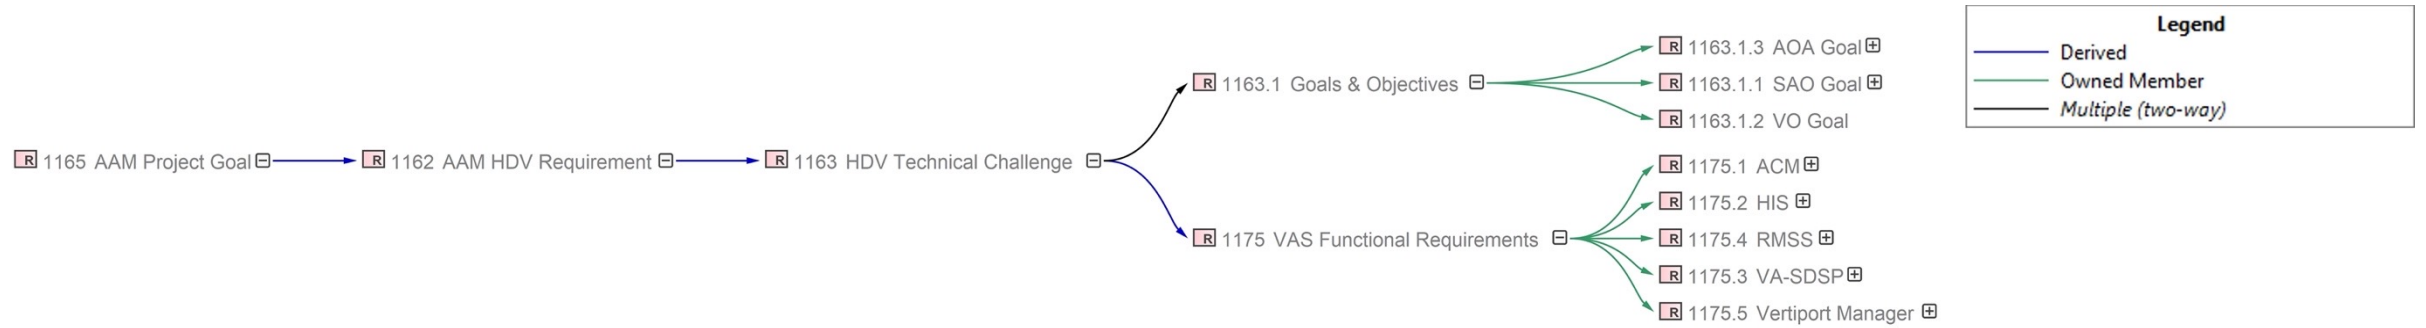 R 1165 AAM Project Goal
R 1162 AAM HDV Requirement
R 1163 HDV Technical Challenge
R 1163.1 Goals & Objectives
R 1163.1.3 AOA Goal
R 1163.1.1 SAO Goal
R 1163.1.2 VO Goal
R 1175 VAS Functional Requirements
R 1175.1 ACM
R 1175.2 HIS
R 1175.4 RMSS
R 1175.3 VA-SDSP
R 1175.5 Vertiport Manager
Legend
Derived
Owned Member
Multiple (two-way)